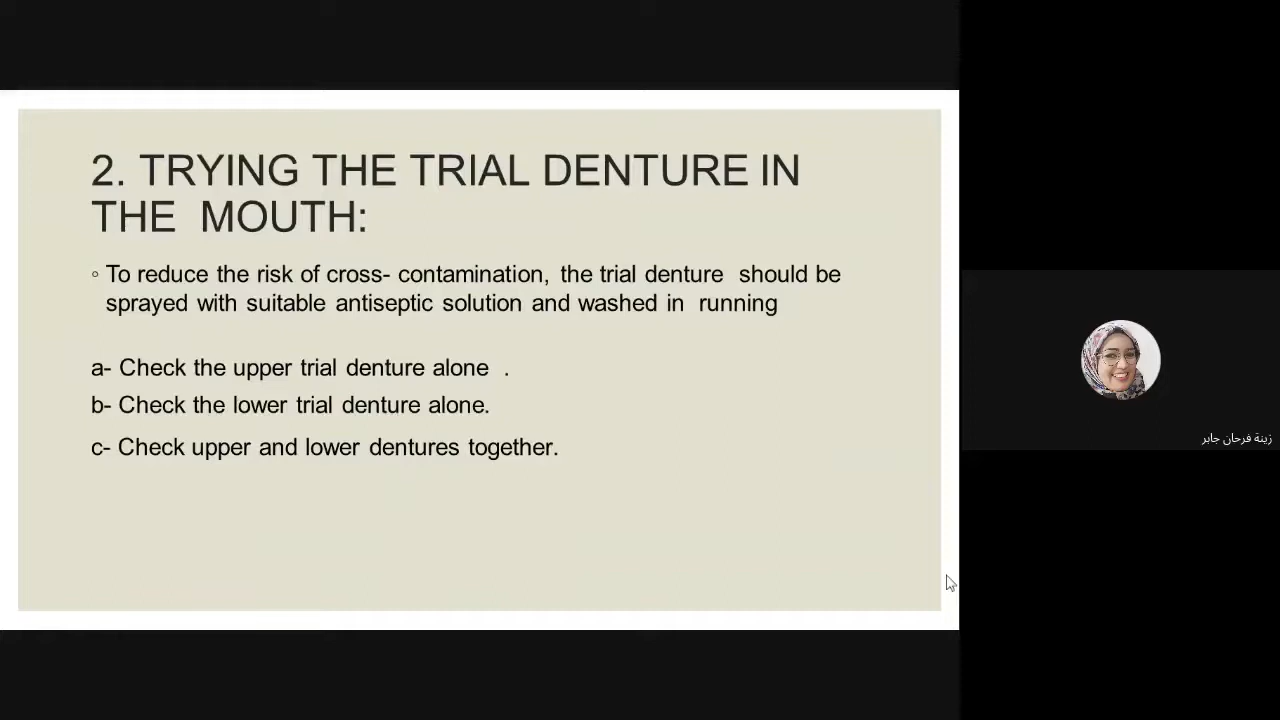 2. TRYING THE TRIAL DENTURE IN
THE MOUTH:
◦ To reduce the risk of cross- contamination, the trial denture should be
sprayed with suitable antiseptic solution and washed in running
a- Check the upper trial denture alone .
b- Check the lower trial denture alone.
c- Check upper and lower dentures together.
زينة فرحان جابر